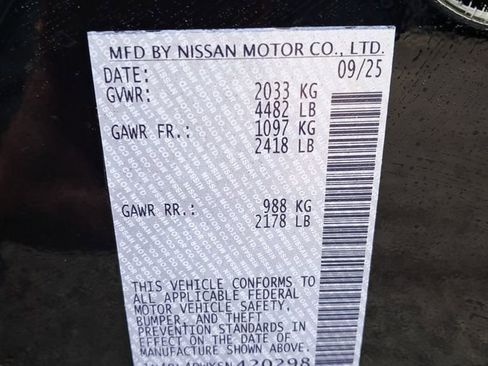 MFD BY NISSAN MOTOR CO., LTD.
DATE: 09/25
GVWR: 2033 KG
4482 LB
GAWR FR.: 1097 KG
2418 LB
GAWR RR.: 988 KG
2178 LB
THIS VEHICLE CONFORMS TO
ALL APPLICABLE FEDERAL
MOTOR VEHICLE SAFETY,
BUMPER, AND THEFT
PREVENTION STANDARDS
IN EFFECT ON THE DATE OF
MANUFACTURE SHOWN ABOVE.
420298